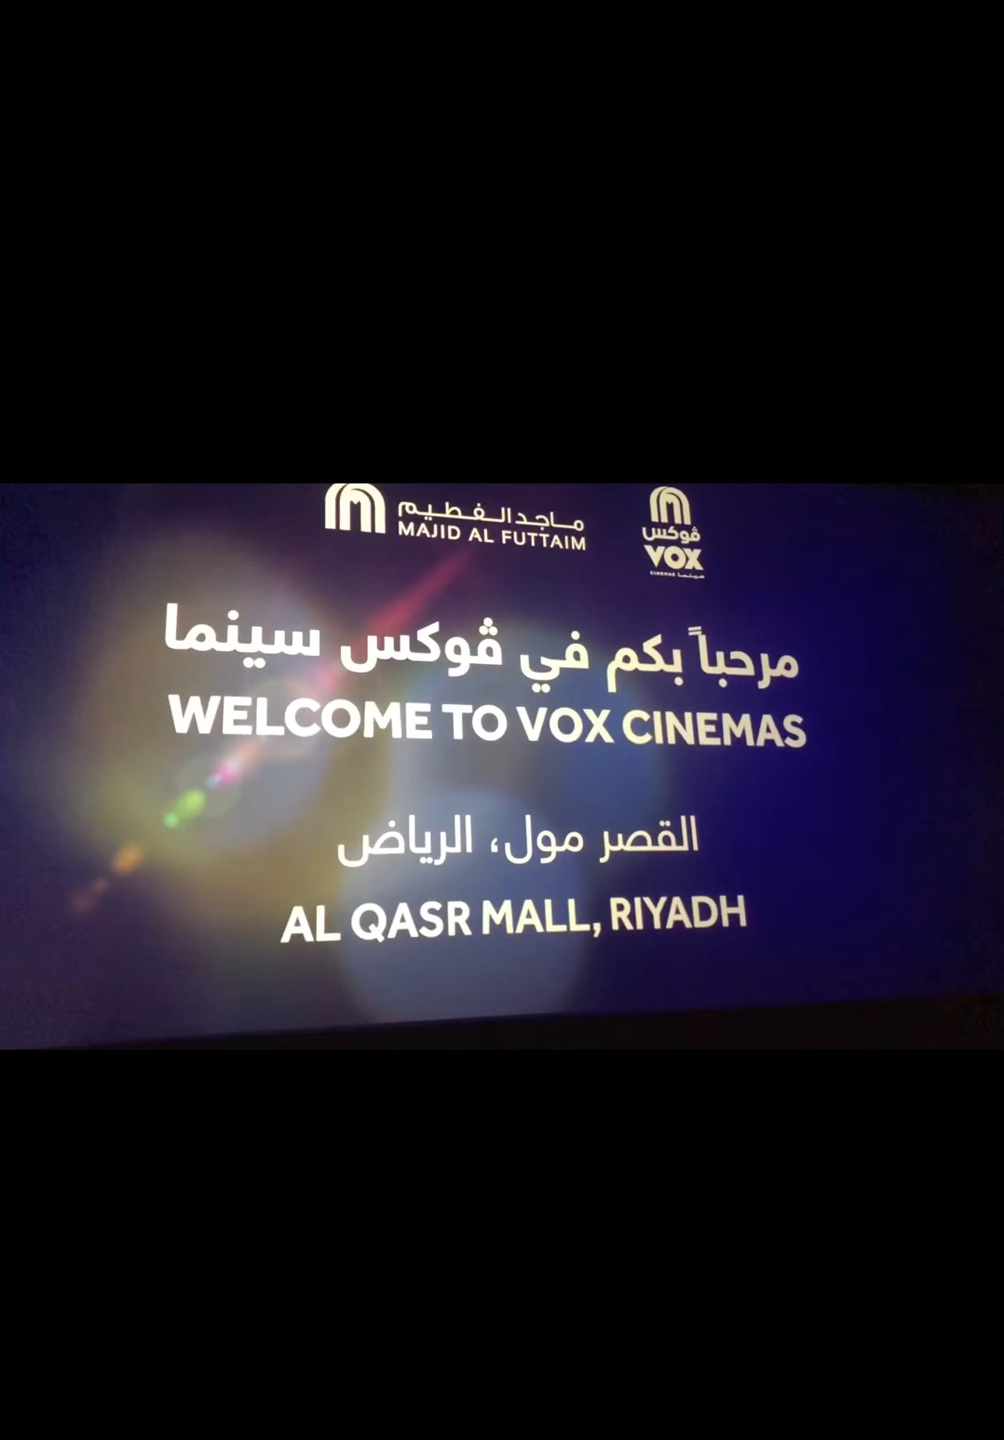 ماجد الفطيم
MAJID AL FUTTAIM
ڤوكس
VOX
CINEMAS سينما
مرحباً بكم في ڤوكس سينما
WELCOME TO VOX CINEMAS
القصر مول، الرياض
AL QASR MALL, RIYADH